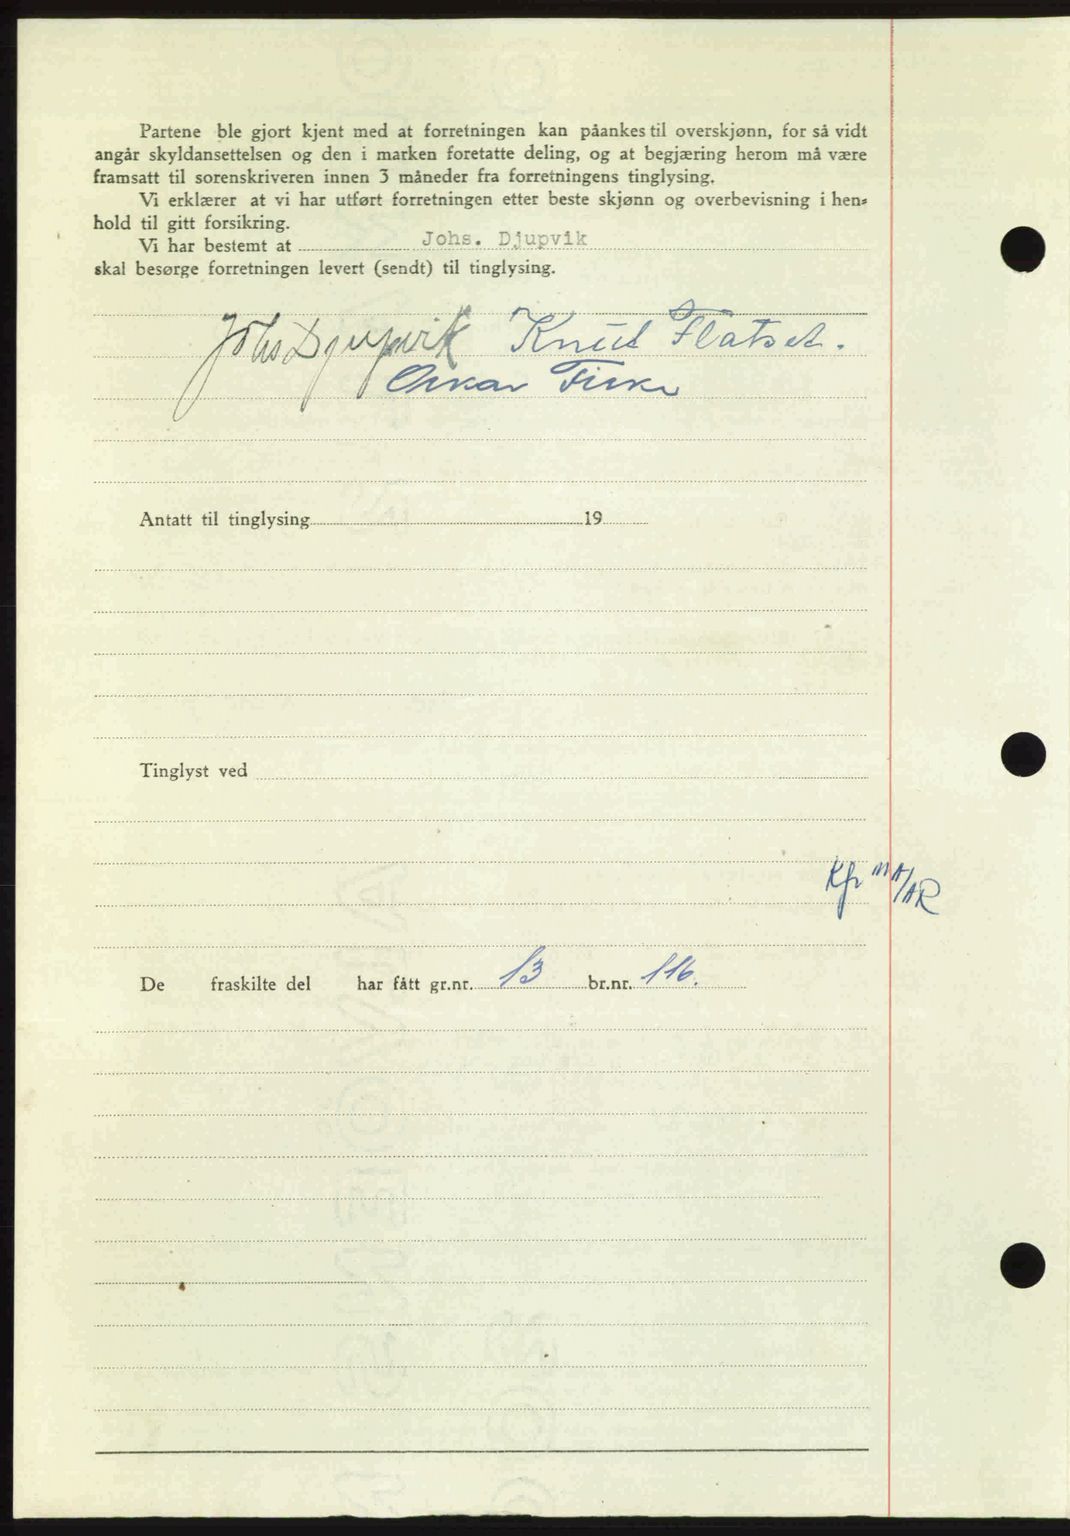 Partene ble gjort kjent med at forretningen kan påankes til overskjønn, for så vidt
angår skyldansettelsen og den i marken foretatte deling, og at begjæring herom må være
framsatt til sorenskriveren innen 3 måneder fra forretningens tinglysing.
Vi erklærer at vi har utført forretningen etter beste skjønn og overbevisning i hen-
hold til gitt forsikring.
Vi har bestemt at Johs. Djupvik
skal besørge forretningen levert (sendt) til tinglysing.
Johs Djupvik Knut Flatset.
Oskar
Antatt til tinglysing 19
Tinglyst ved
Kfr
De fraskilte del har fått gr.nr. 13 br.nr. 116.